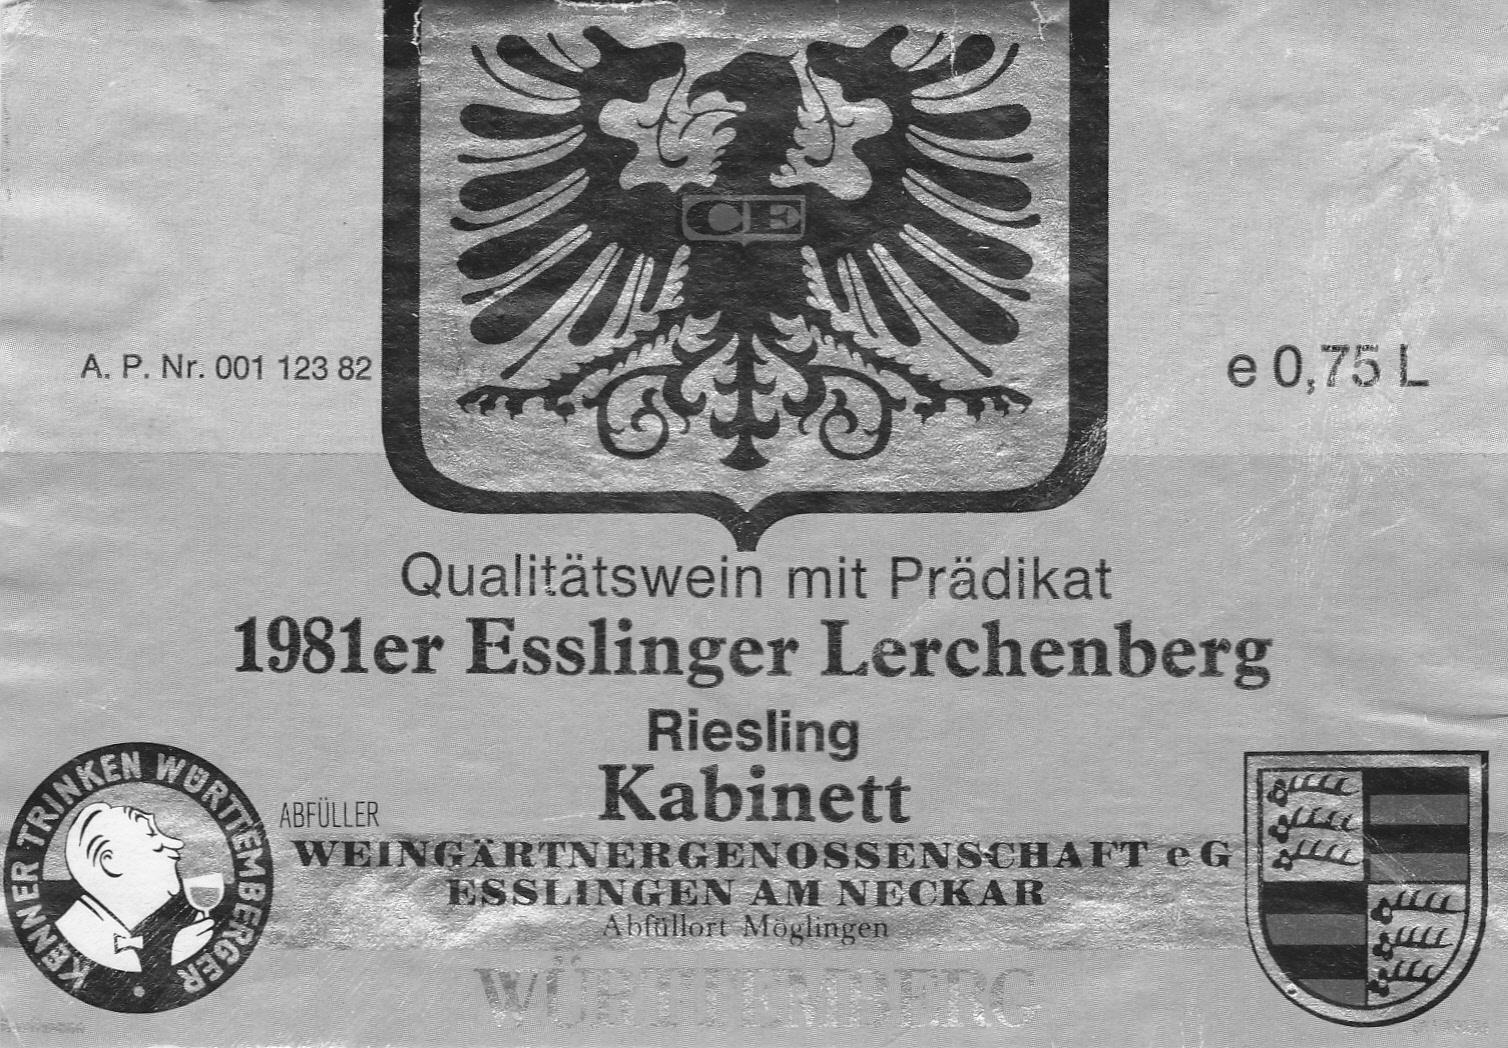 CE
A. P. Nr. 001 123 82
e 0,75 L
Qualitätswein mit Prädikat
1981er Esslinger Lerchenberg
Riesling
Kabinett
KENNER TRINKEN WÜRTTEMBERGER
ABFÜLLER
WEINGÄRTNERGENOSSENSCHAFT eG
ESSLINGEN AM NECKAR
Abfüllort Möglingen
WÜRTTEMBERG